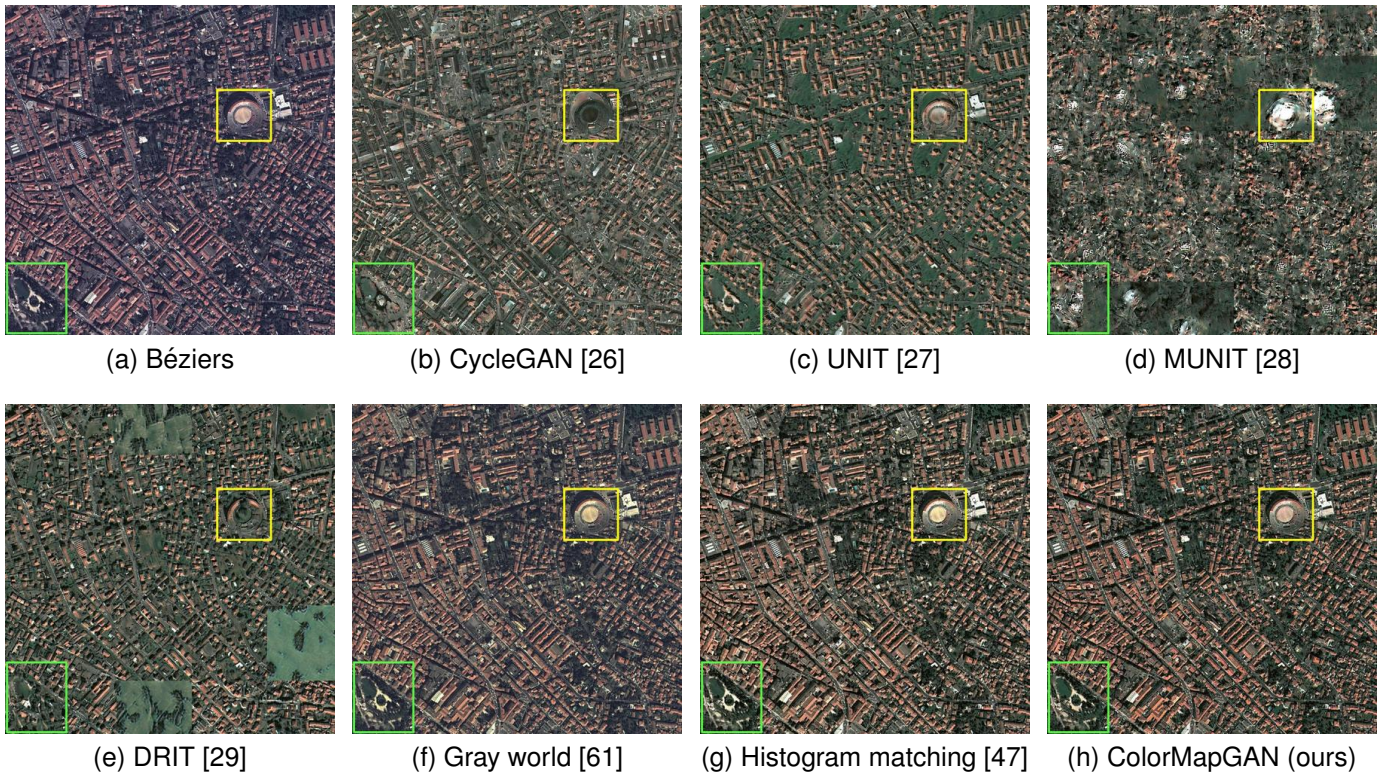 (a) Béziers
(b) CycleGAN [26]
(c) UNIT [27]
(d) MUNIT [28]
(e) DRIT [29]
(f) Gray world [61]
(g) Histogram matching [47]
(h) ColorMapGAN (ours)